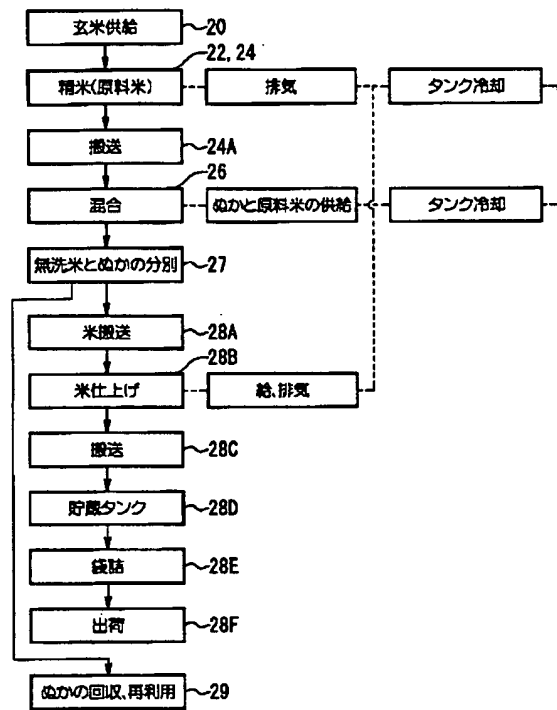 玄米供給
20
22, 24
精米(原料米)
排気
タンク冷却
搬送
24A
26
混合
ぬかと原料米の供給
タンク冷却
無洗米とぬかの分別
27
米搬送
28A
28B
米仕上げ
給、排気
搬送
28C
貯蔵タンク
28D
袋詰
28E
出荷
28F
ぬかの回収、再利用
29